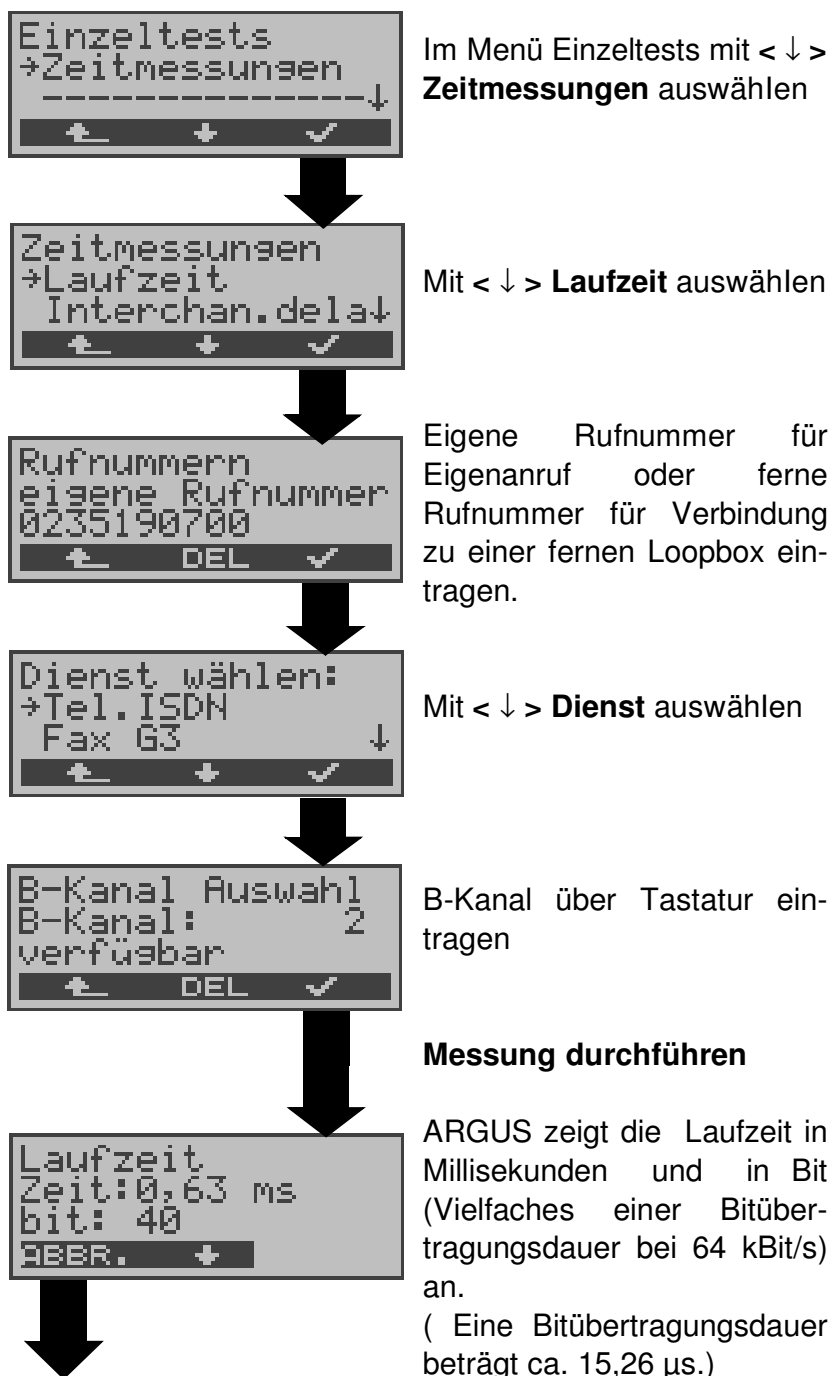 Einzeltests
→Zeitmessungen
---------------↓
Im Menü Einzeltests mit < ↓ >
Zeitmessungen auswählen
Zeitmessungen
→Laufzeit
Interchan.dela↓
Mit < ↓ > Laufzeit auswählen
Rufnummern
eigene Rufnummer
0235190700
DEL
Eigene Rufnummer für
Eigenanruf oder ferne
Rufnummer für Verbindung
zu einer fernen Loopbox ein-
tragen.
Dienst wählen:
→Tel.ISDN
Fax G3 ↓
Mit < ↓ > Dienst auswählen
B-Kanal Auswahl
B-Kanal: 2
verfügbar
DEL
B-Kanal über Tastatur ein-
tragen
Messung durchführen
Laufzeit
Zeit:0,63 ms
bit: 40
ABBR.
ARGUS zeigt die Laufzeit in
Millisekunden und in Bit
(Vielfaches einer Bitüber-
tragungsdauer bei 64 kBit/s)
an.
( Eine Bitübertragungsdauer
beträgt ca. 15,26 µs.)